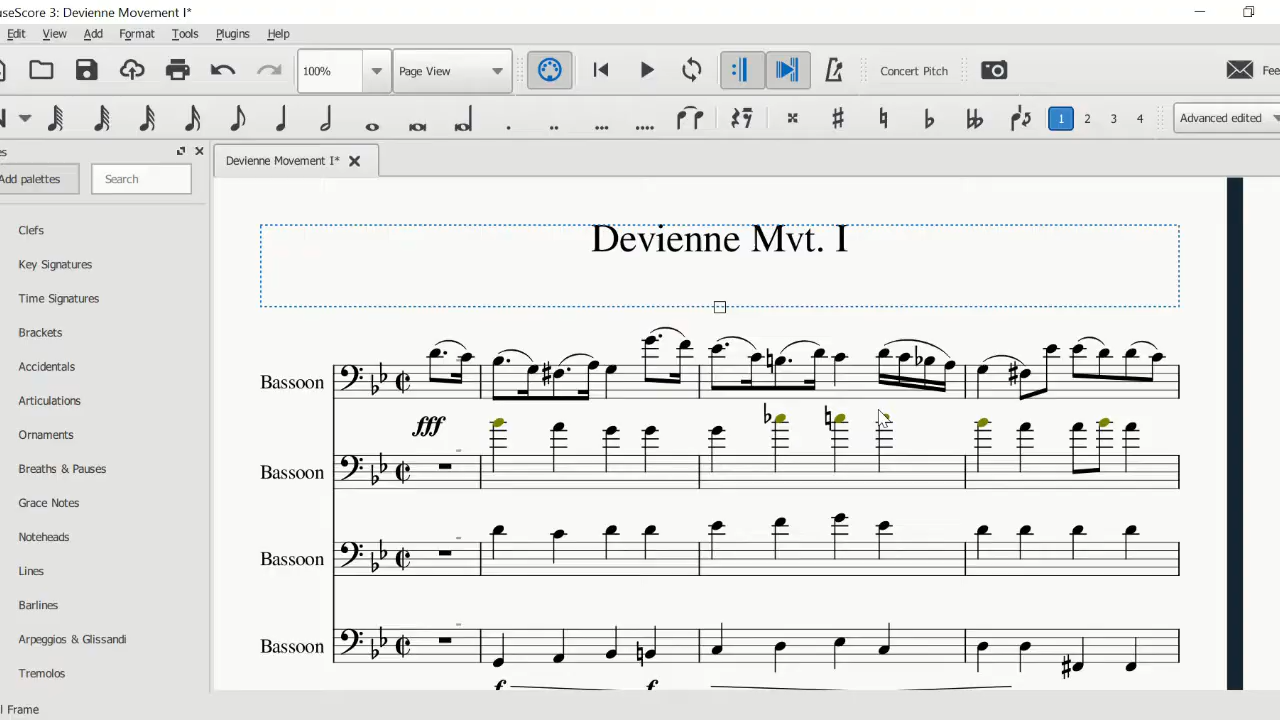 useScore 3: Devienne Movement I*
Edit View Add Format Tools Plugins Help
100% Page View Concert Pitch Fee
1 2 3 4 Advanced edited
es
Add palettes Search
Devienne Movement I*
Clefs
Key Signatures
Time Signatures
Brackets
Accidentals
Articulations
Ornaments
Breaths & Pauses
Grace Notes
Noteheads
Lines
Barlines
Arpeggios & Glissandi
Tremolos
Devienne Mvt. I
Bassoon
fff
Bassoon
Bassoon
Bassoon
f f
l Frame